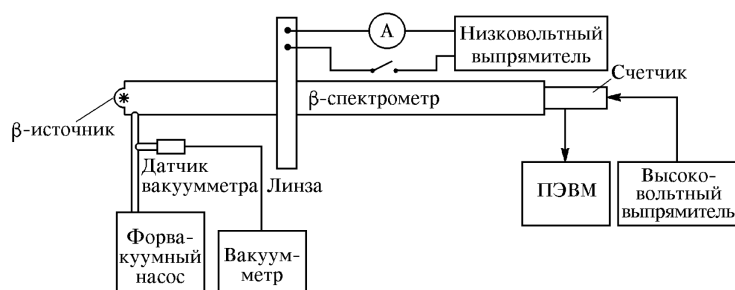 А
Низковольтный
выпрямитель
Счетчик
β-спектрометр
β-источник
Датчик
вакуумметра
Линза
ПЭВМ
Высоко-
вольтный
выпрямитель
Форва-
куумный
насос
Вакуум-
метр